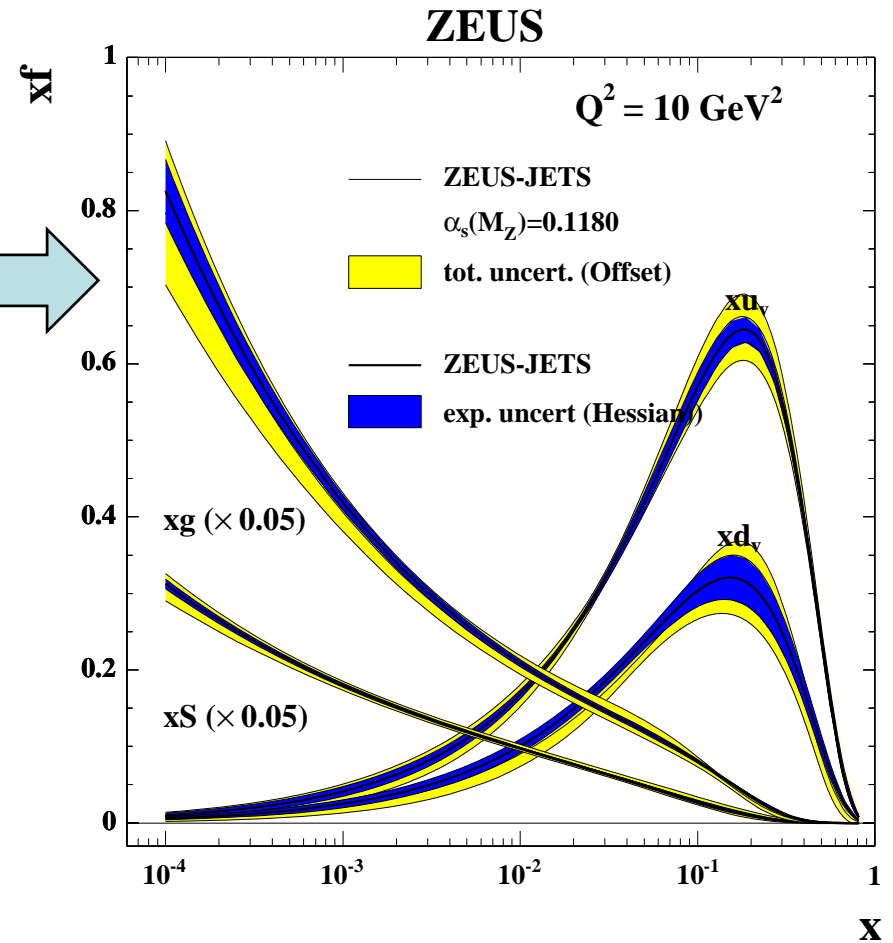 ZEUS
xf
1
0.8
0.6
0.4
0.2
0
Q² = 10 GeV²
ZEUS-JETS
αₛ(M_Z)=0.1180
tot. uncert. (Offset)
ZEUS-JETS
exp. uncert (Hessian))
xuᵥ
xdᵥ
xg (× 0.05)
xS (× 0.05)
10⁻⁴ 10⁻³ 10⁻² 10⁻¹ 1
x